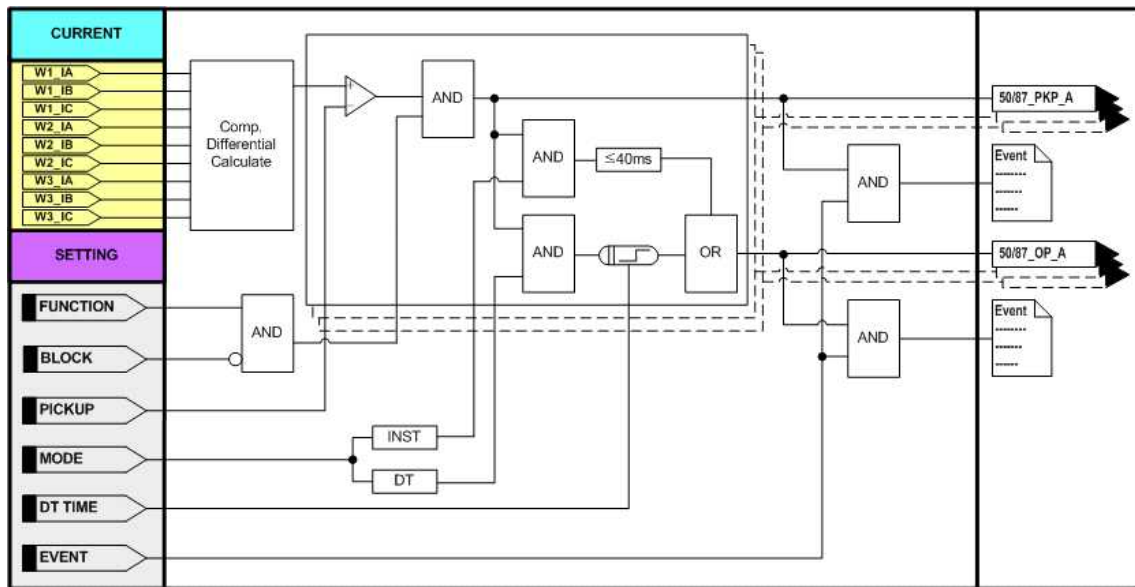 CURRENT
W1_IA
W1_IB
W1_IC
W2_IA
W2_IB
W2_IC
W3_IA
W3_IB
W3_IC
SETTING
FUNCTION
BLOCK
PICKUP
MODE
DT TIME
EVENT
Comp.
Differential
Calculate
+
−
AND
AND
≤40ms
AND
OR
AND
INST
DT
AND
AND
50/87_PKP_A
Event
50/87_OP_A
Event